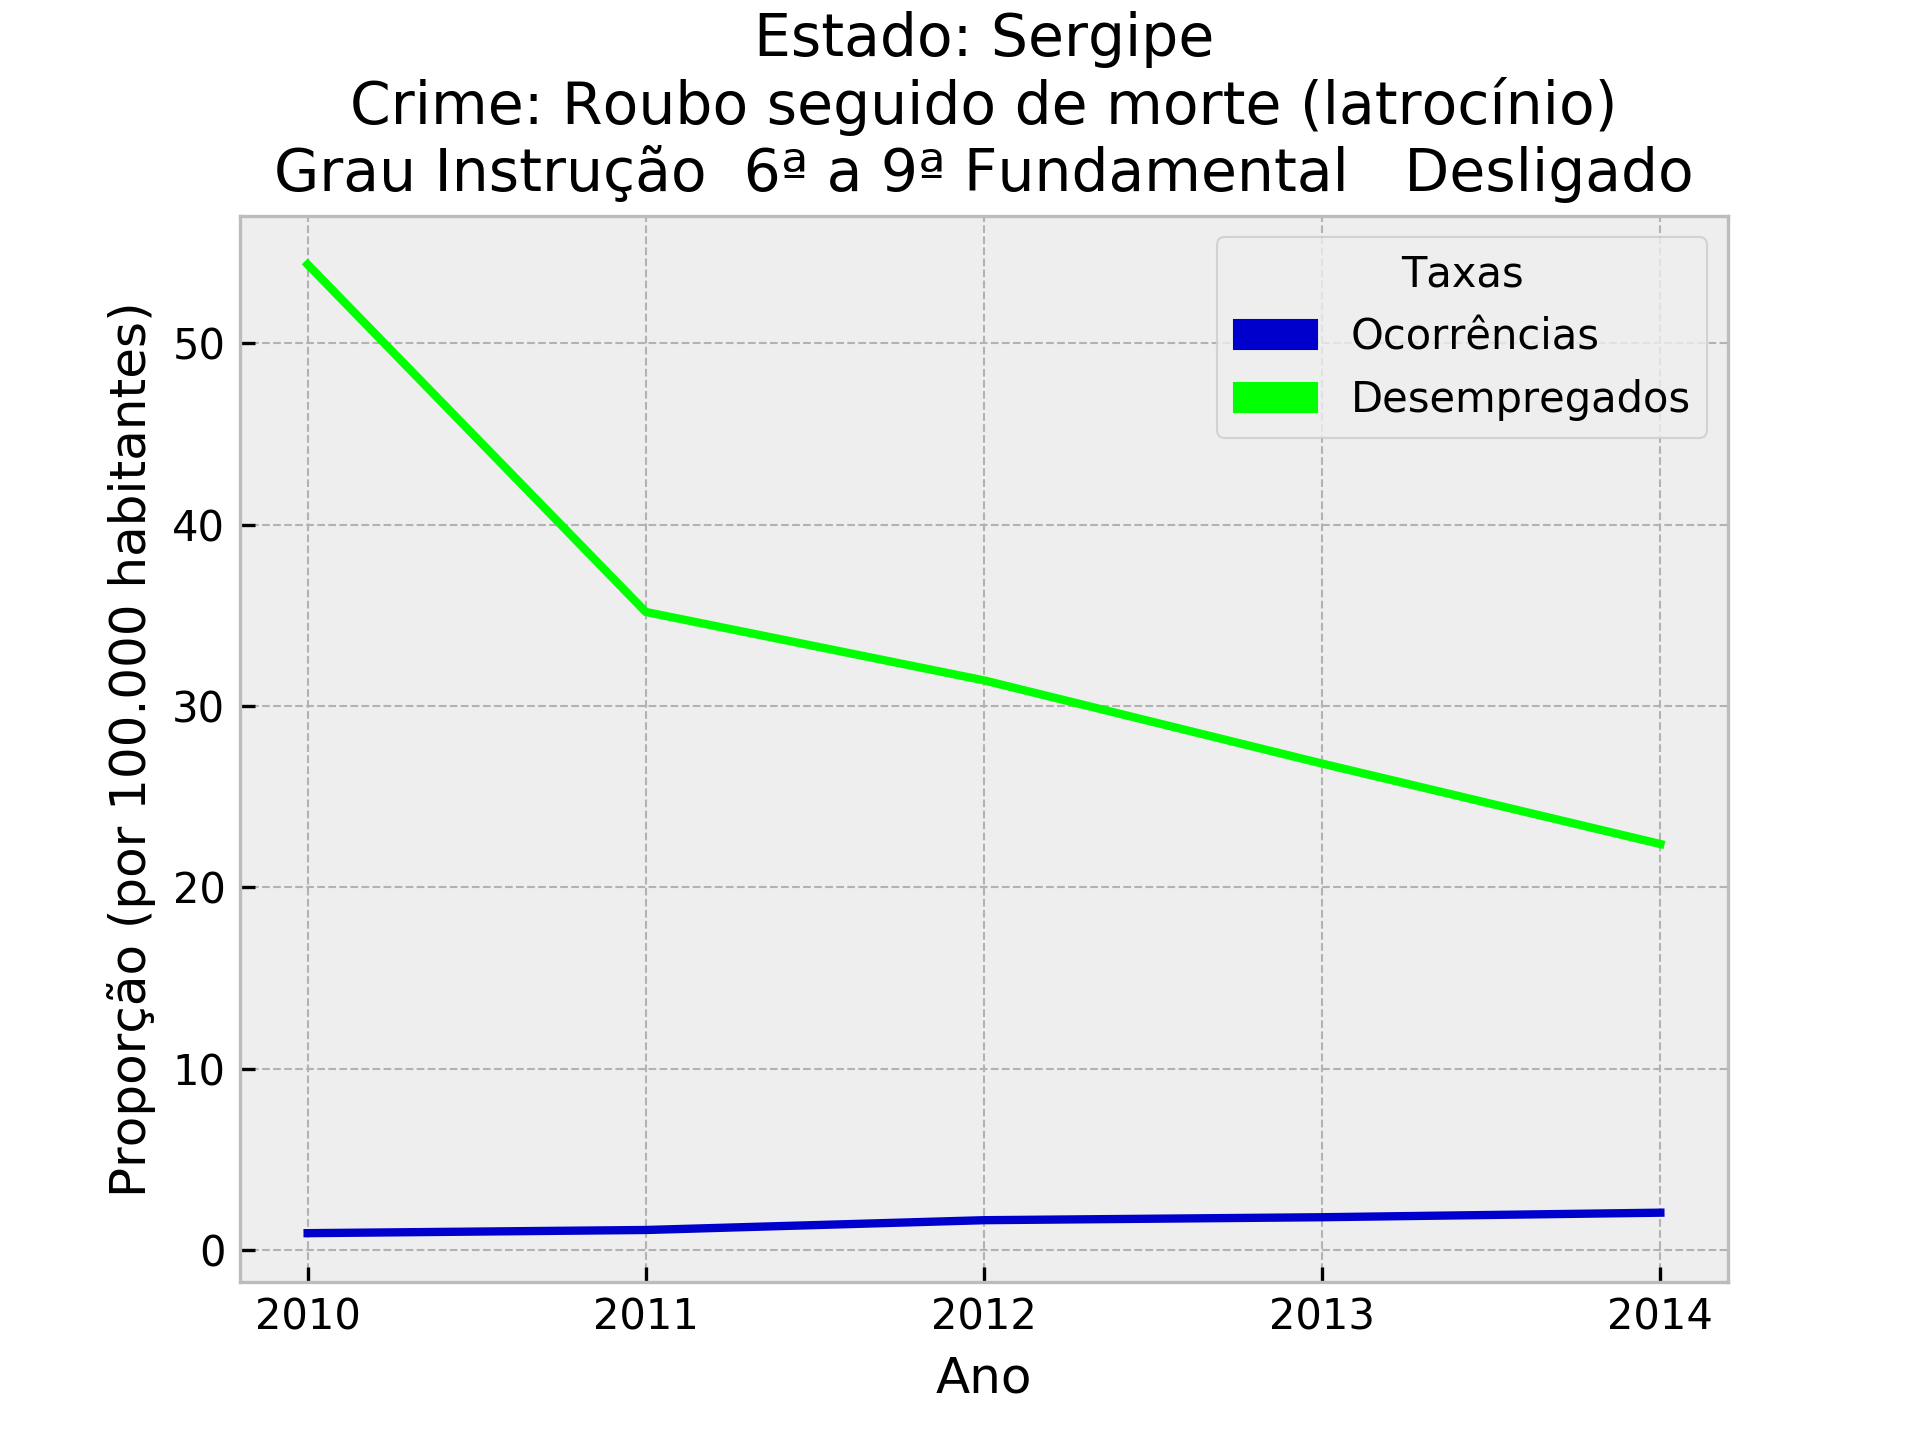 Estado: Sergipe
Crime: Roubo seguido de morte (latrocínio)
Grau Instrução  6ª a 9ª Fundamental   Desligado
Taxas
Ocorrências
Desempregados
Proporção (por 100.000 habitantes)
50
40
30
20
10
0
2010 2011 2012 2013 2014
Ano